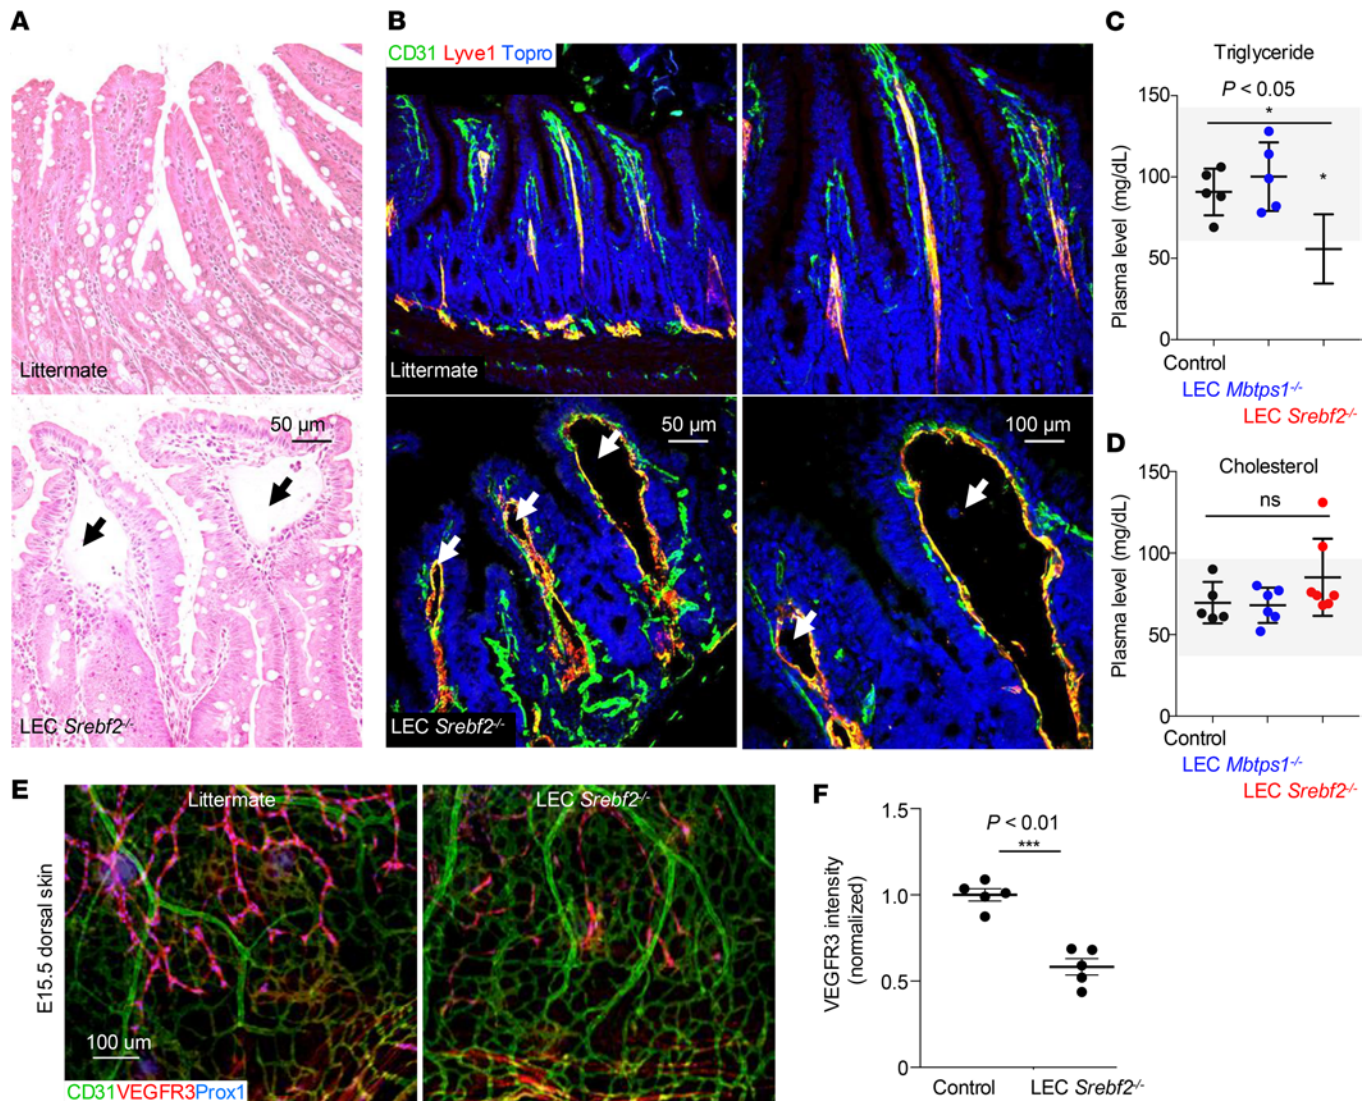 A
Littermate
50 µm
LEC Srebf2-/-
B
CD31 Lyve1 Topro
Littermate
50 µm
100 µm
LEC Srebf2-/-
C
Triglyceride
P < 0.05
*
*
Plasma level (mg/dL)
150
100
50
0
Control
LEC Mbtps1-/-
LEC Srebf2-/-
D
Cholesterol
ns
Plasma level (mg/dL)
150
100
50
0
Control
LEC Mbtps1-/-
LEC Srebf2-/-
E
Littermate
LEC Srebf2-/-
E15.5 dorsal skin
100 um
CD31VEGFR3Prox1
F
P < 0.01
***
VEGFR3 intensity
(normalized)
1.5
1.0
0.5
0
Control
LEC Srebf2-/-